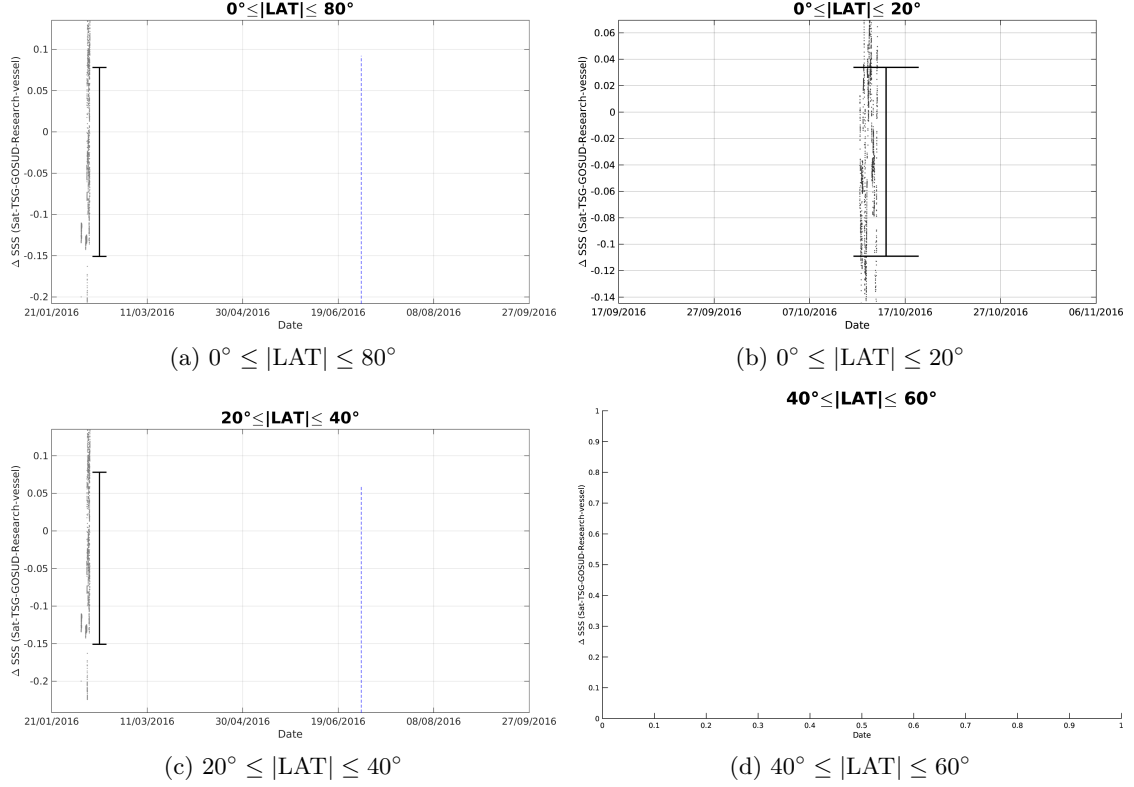 0°≤|LAT|≤ 80°
Δ SSS (Sat-TSG-GOSUD-Research-vessel)
0.1
0.05
0
-0.05
-0.1
-0.15
-0.2
21/01/2016 11/03/2016 30/04/2016 19/06/2016 08/08/2016 27/09/2016
Date
(a) 0° ≤ |LAT| ≤ 80°
0°≤|LAT|≤ 20°
Δ SSS (Sat-TSG-GOSUD-Research-vessel)
0.06
0.04
0.02
0
-0.02
-0.04
-0.06
-0.08
-0.1
-0.12
-0.14
17/09/2016 27/09/2016 07/10/2016 17/10/2016 27/10/2016 06/11/2016
Date
(b) 0° ≤ |LAT| ≤ 20°
20°≤|LAT|≤ 40°
Δ SSS (Sat-TSG-GOSUD-Research-vessel)
0.1
0.05
0
-0.05
-0.1
-0.15
-0.2
21/01/2016 11/03/2016 30/04/2016 19/06/2016 08/08/2016 27/09/2016
Date
(c) 20° ≤ |LAT| ≤ 40°
40°≤|LAT|≤ 60°
Δ SSS (Sat-TSG-GOSUD-Research-vessel)
1
0.9
0.8
0.7
0.6
0.5
0.4
0.3
0.2
0.1
0
0 0.1 0.2 0.3 0.4 0.5 0.6 0.7 0.8 0.9 1
Date
(d) 40° ≤ |LAT| ≤ 60°